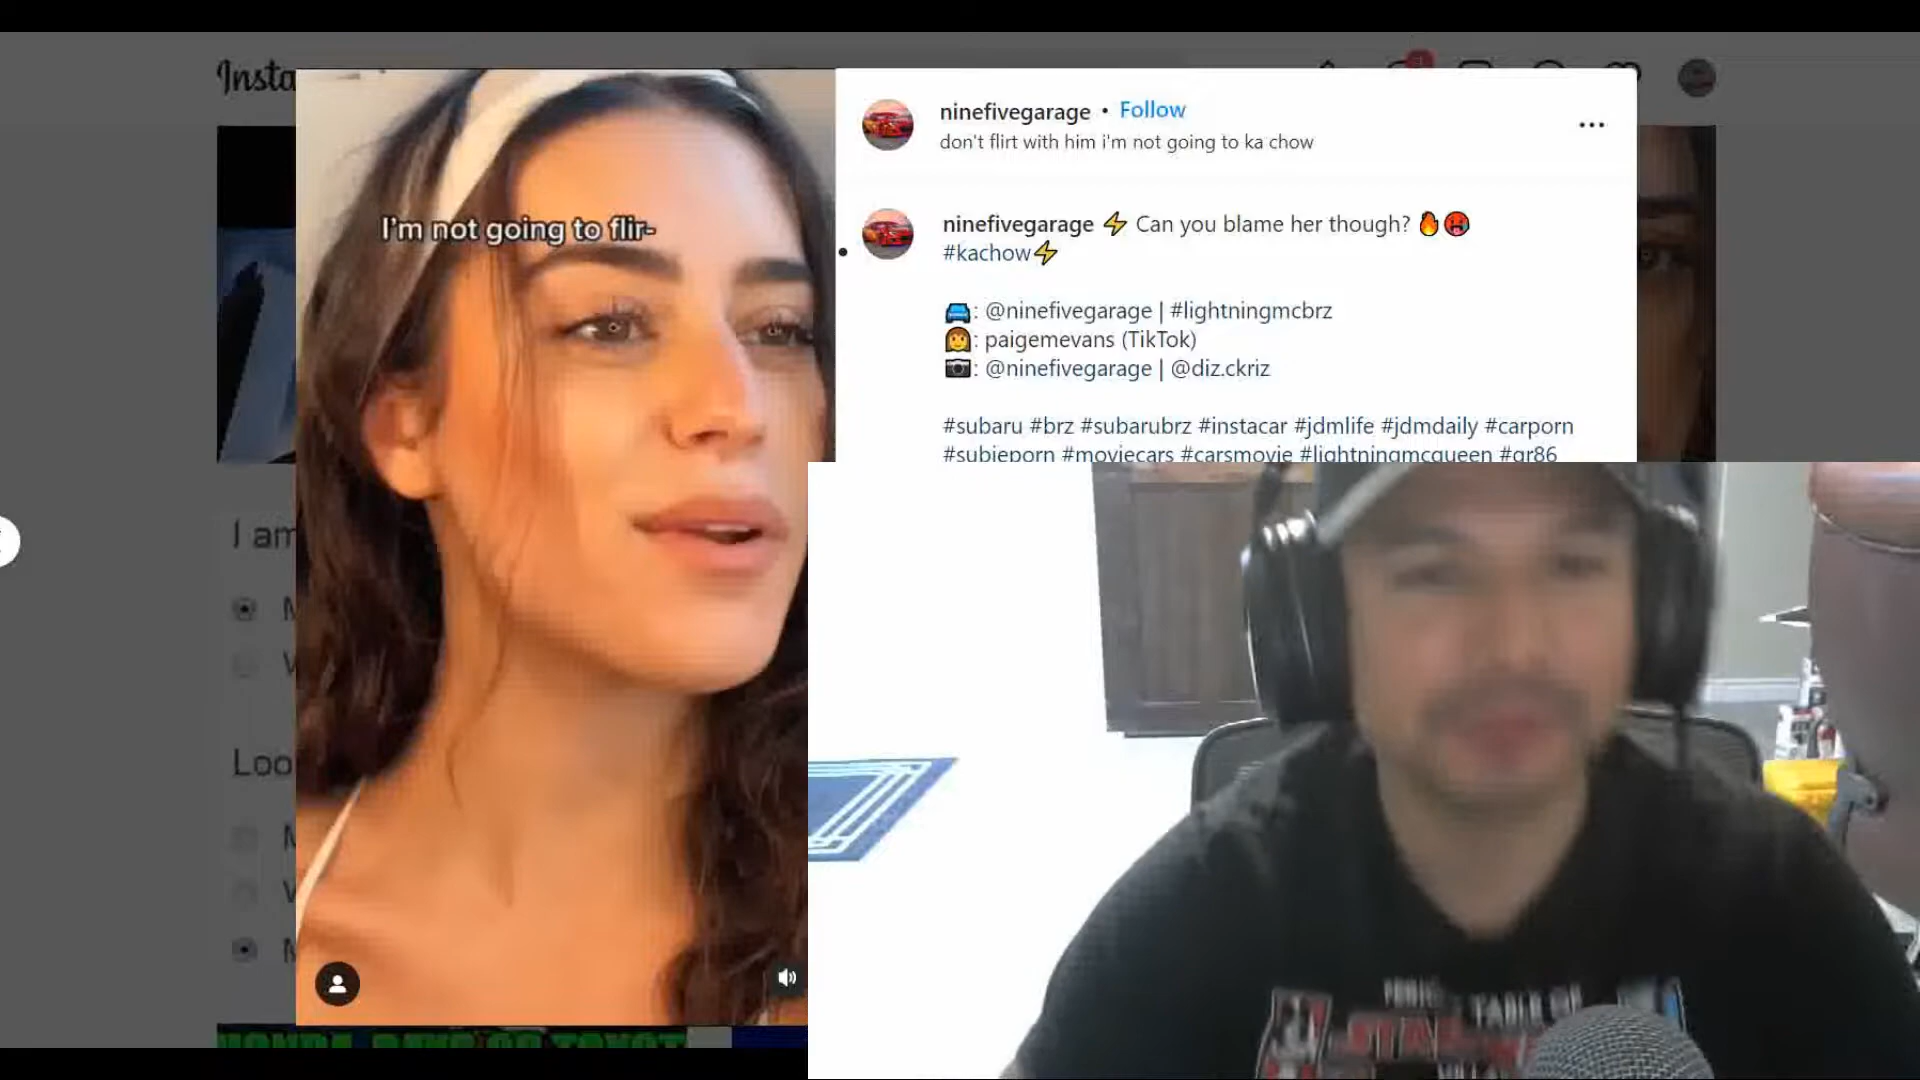 Insta
ninefivegarage • Follow
don't flirt with him i'm not going to ka chow
I'm not going to flir-
ninefivegarage ⚡ Can you blame her though? 🔥🥵
#kachow⚡
🚘: @ninefivegarage | #lightningmcbrz
👩: paigemevans (TikTok)
📷: @ninefivegarage | @diz.ckriz
#subaru #brz #subarubrz #instacar #jdmlife #jdmdaily #carporn
#subieporn #moviecars #carsmovie #lightningmcqueen #gr86
I am
Loo
TABLE OF